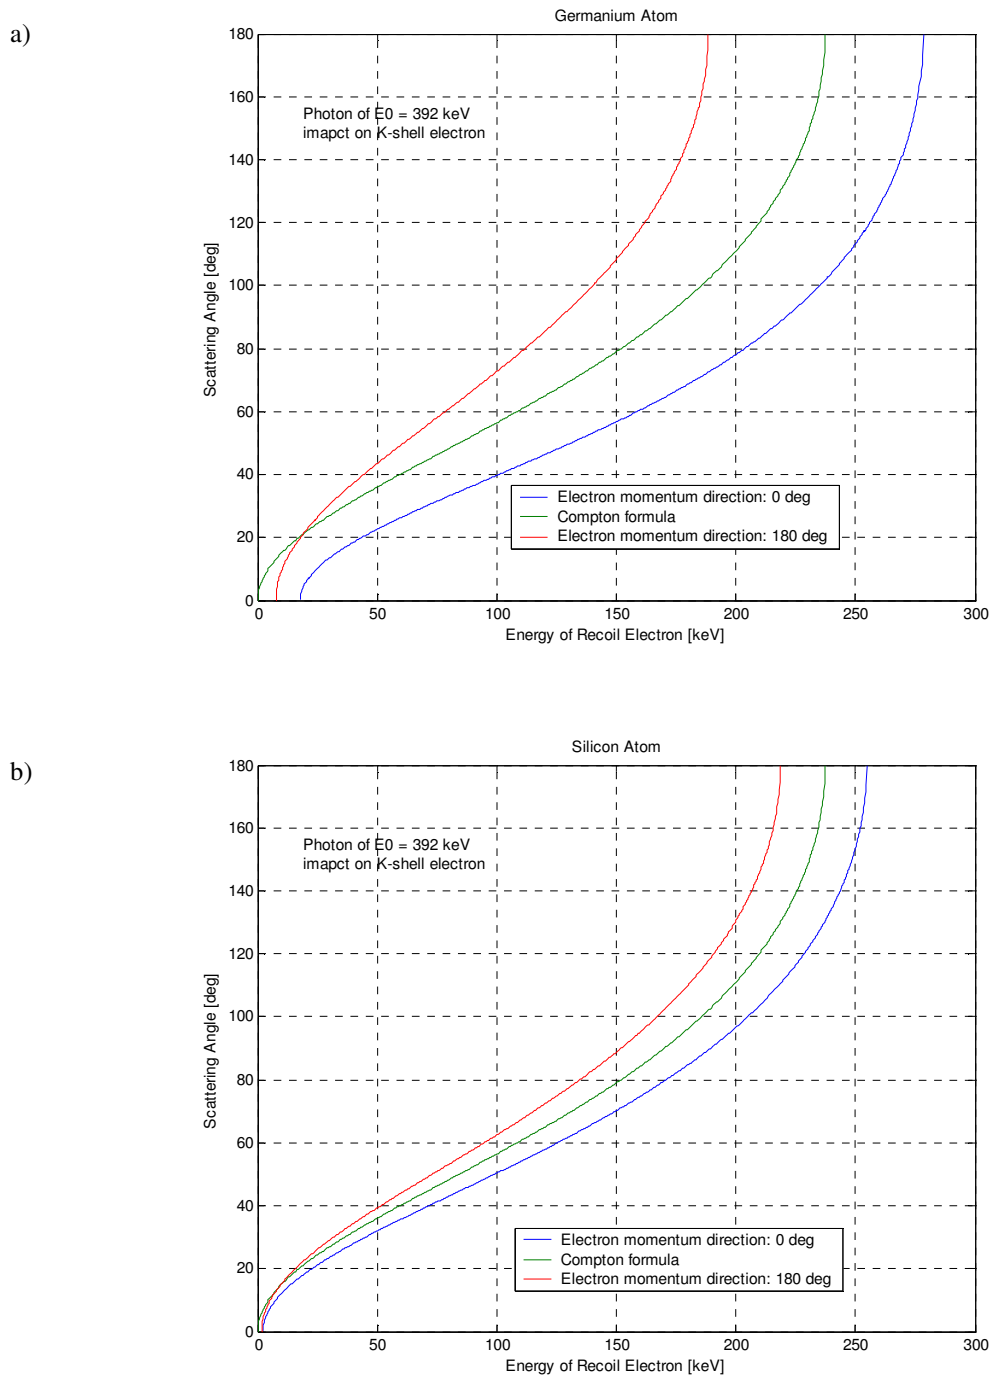 a)
Germanium Atom
180
160
140
120
100
80
60
40
20
0
Scattering Angle [deg]
Photon of E0 = 392 keV
imapct on K-shell electron
Electron momentum direction: 0 deg
Compton formula
Electron momentum direction: 180 deg
0 50 100 150 200 250 300
Energy of Recoil Electron [keV]
b)
Silicon Atom
180
160
140
120
100
80
60
40
20
0
Scattering Angle [deg]
Photon of E0 = 392 keV
imapct on K-shell electron
Electron momentum direction: 0 deg
Compton formula
Electron momentum direction: 180 deg
0 50 100 150 200 250 300
Energy of Recoil Electron [keV]